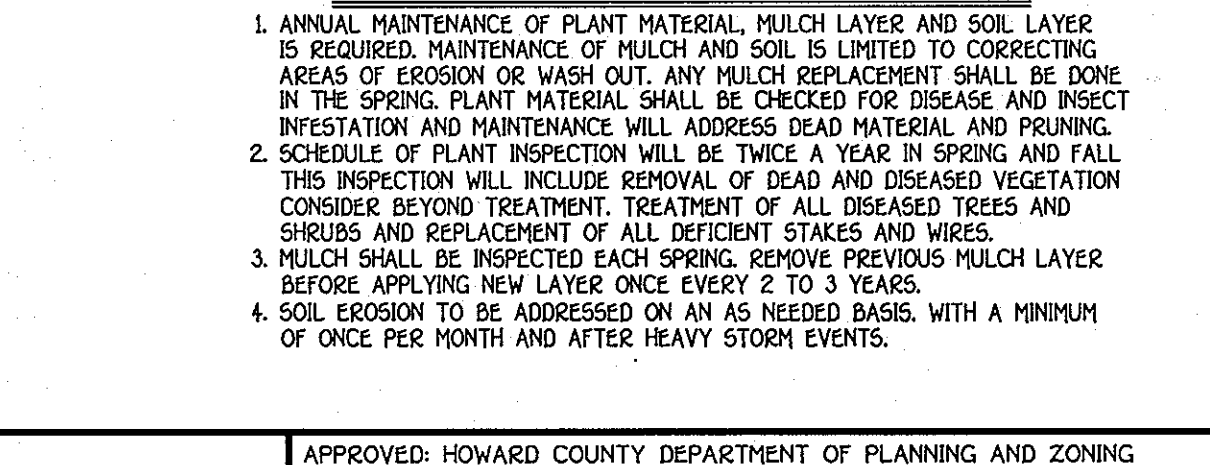 1. ANNUAL MAINTENANCE OF PLANT MATERIAL, MULCH LAYER AND SOIL LAYER
IS REQUIRED. MAINTENANCE OF MULCH AND SOIL IS LIMITED TO CORRECTING
AREAS OF EROSION OR WASH OUT. ANY MULCH REPLACEMENT SHALL BE DONE
IN THE SPRING. PLANT MATERIAL SHALL BE CHECKED FOR DISEASE AND INSECT
INFESTATION AND MAINTENANCE WILL ADDRESS DEAD MATERIAL AND PRUNING.
2. SCHEDULE OF PLANT INSPECTION WILL BE TWICE A YEAR IN SPRING AND FALL
THIS INSPECTION WILL INCLUDE REMOVAL OF DEAD AND DISEASED VEGETATION
CONSIDER BEYOND TREATMENT. TREATMENT OF ALL DISEASED TREES AND
SHRUBS AND REPLACEMENT OF ALL DEFICIENT STAKES AND WIRES.
3. MULCH SHALL BE INSPECTED EACH SPRING. REMOVE PREVIOUS MULCH LAYER
BEFORE APPLYING NEW LAYER ONCE EVERY 2 TO 3 YEARS.
4. SOIL EROSION TO BE ADDRESSED ON AN AS NEEDED BASIS. WITH A MINIMUM
OF ONCE PER MONTH AND AFTER HEAVY STORM EVENTS.
APPROVED: HOWARD COUNTY DEPARTMENT OF PLANNING AND ZONING